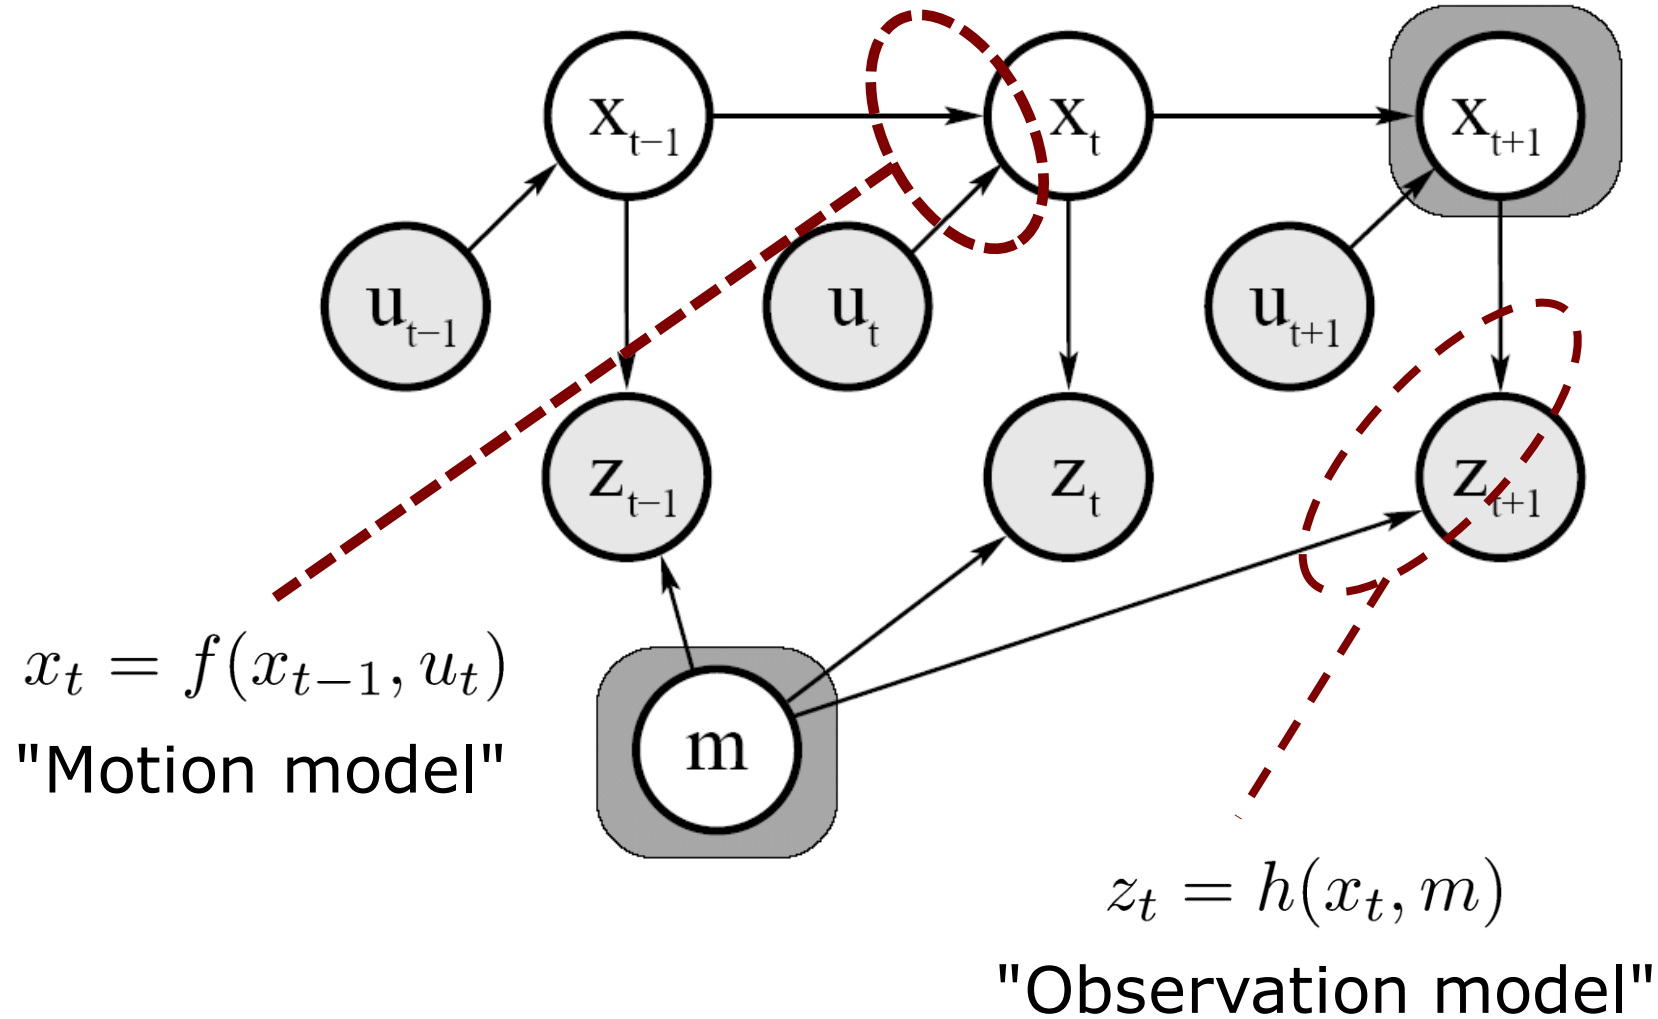 x_{t−1} x_t x_{t+1}
u_{t−1} u_t u_{t+1}
z_{t−1} z_t z_{t+1}
x_t = f(x_{t−1}, u_t)
"Motion model"
m
z_t = h(x_t, m)
"Observation model"